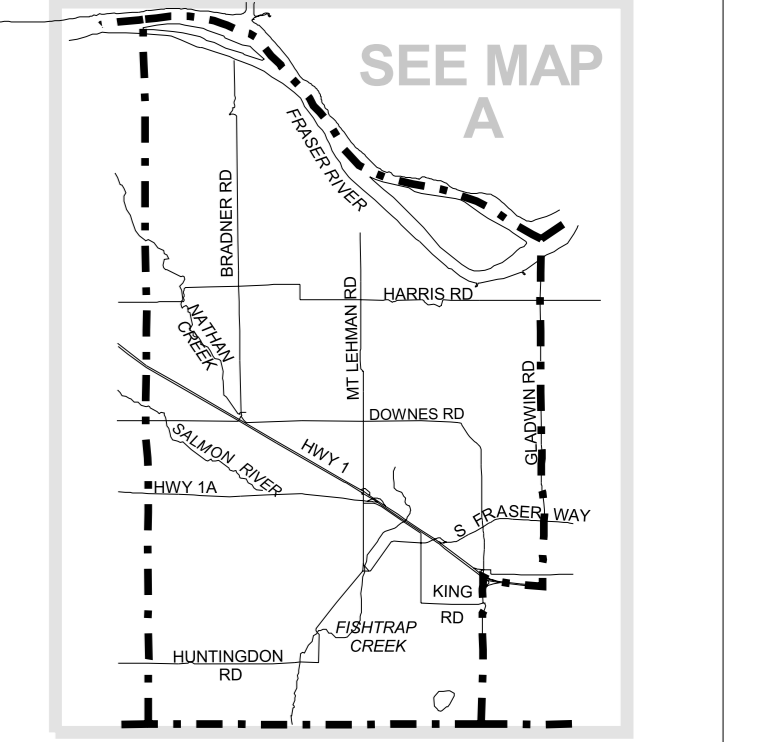 SEE MAP
A
FRASER RIVER
BRADNER RD
MT LEHMAN RD
HARRIS RD
NATHAN
CREEK
GLADWIN RD
DOWNES RD
SALMON RIVER
HWY 1
HWY 1A
S FRASER WAY
KING
RD
FISHTRAP
CREEK
HUNTINGDON
RD